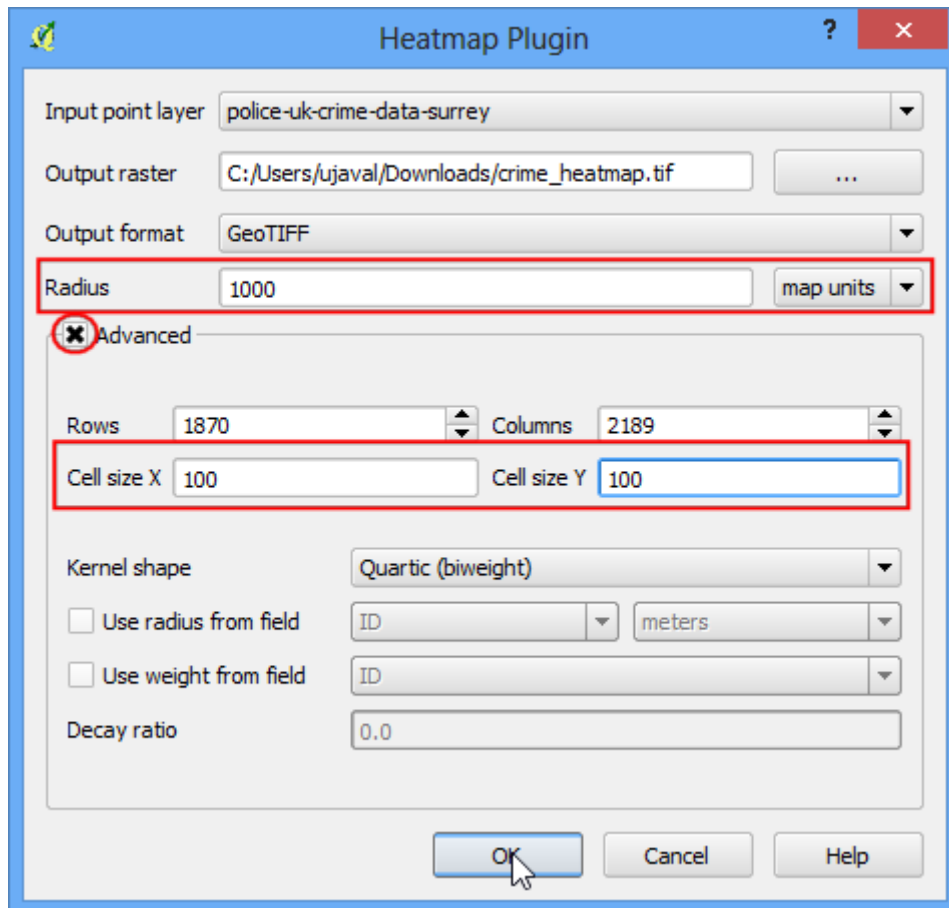 Heatmap Plugin
?
×
Input point layer police-uk-crime-data-surrey
Output raster C:/Users/ujaval/Downloads/crime_heatmap.tif ...
Output format GeoTIFF
Radius 1000 map units
Advanced
Rows 1870 Columns 2189
Cell size X 100 Cell size Y 100
Kernel shape Quartic (biweight)
Use radius from field ID meters
Use weight from field ID
Decay ratio 0.0
OK Cancel Help